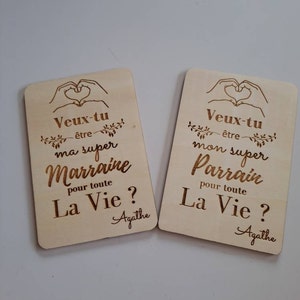 Veux-tu
être
ma super
Marraine
pour toute
La Vie ?
Agathe
Veux-tu
être
mon super
Parrain
pour toute
La Vie ?
Agathe